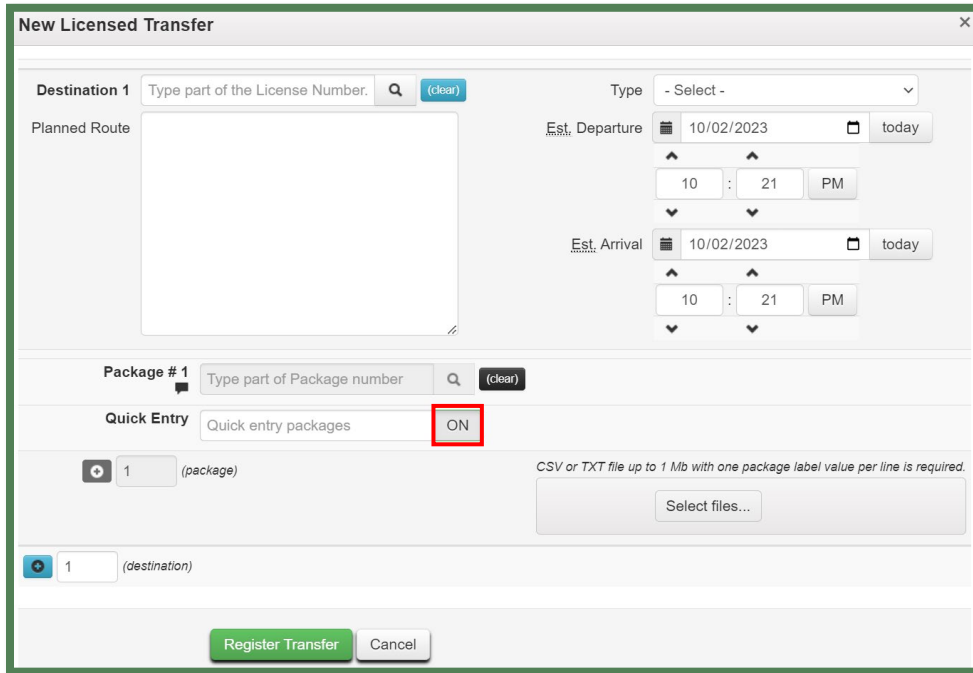 New Licensed Transfer
Destination 1 Type part of the License Number. (clear)
Type - Select -
Planned Route
Est. Departure 10/02/2023 today
10 : 21 PM
Est. Arrival 10/02/2023 today
10 : 21 PM
Package # 1 Type part of Package number (clear)
Quick Entry Quick entry packages ON
1 (package)
CSV or TXT file up to 1 Mb with one package label value per line is required.
Select files...
1 (destination)
Register Transfer Cancel